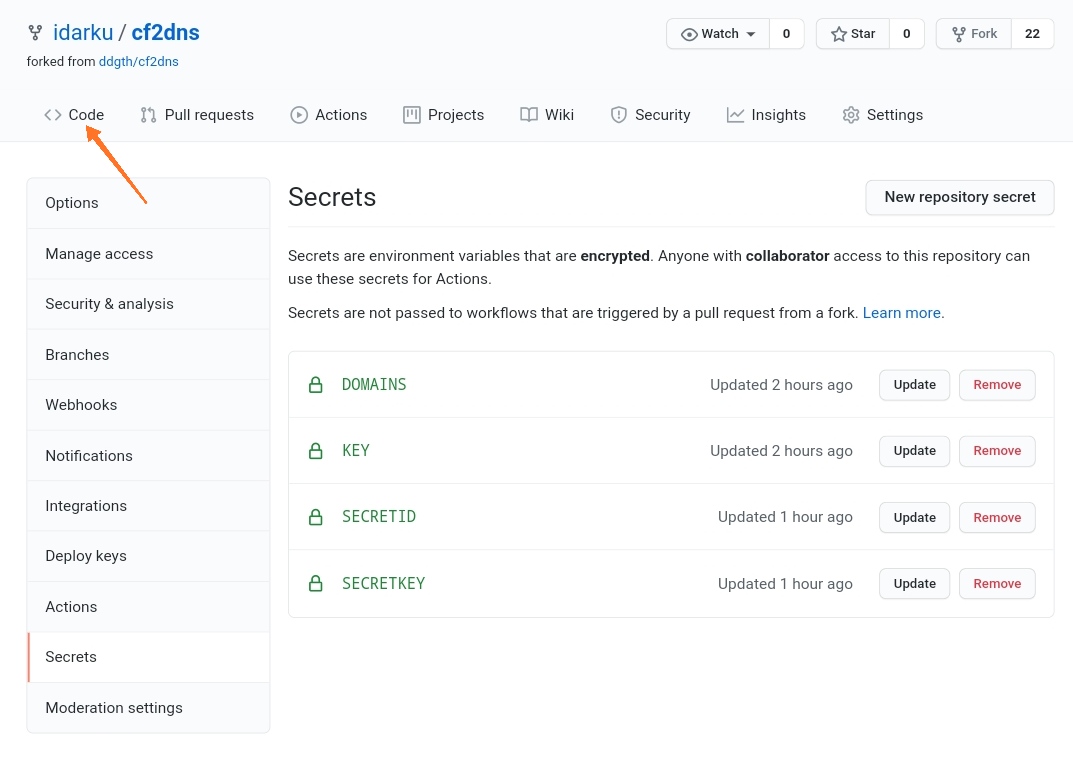 idarku / cf2dns
Watch 0 Star 0 Fork 22
forked from ddgth/cf2dns
Code Pull requests Actions Projects Wiki Security Insights Settings
Options
Manage access
Security & analysis
Branches
Webhooks
Notifications
Integrations
Deploy keys
Actions
Secrets
Moderation settings
Secrets
New repository secret
Secrets are environment variables that are encrypted. Anyone with collaborator access to this repository can
use these secrets for Actions.
Secrets are not passed to workflows that are triggered by a pull request from a fork. Learn more.
DOMAINS Updated 2 hours ago Update Remove
KEY Updated 2 hours ago Update Remove
SECRETID Updated 1 hour ago Update Remove
SECRETKEY Updated 1 hour ago Update Remove